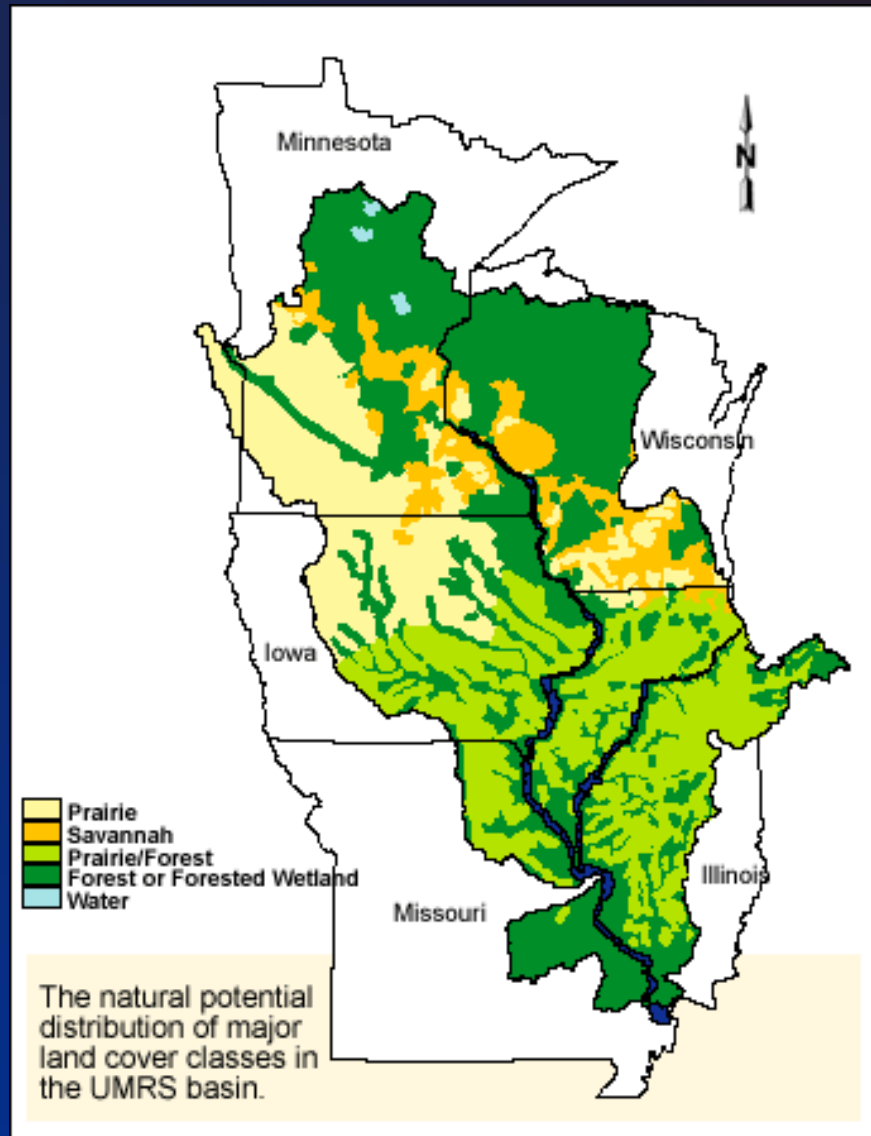 Minnesota
N
Wisconsin
Iowa
Prairie
Savannah
Prairie/Forest
Forest or Forested Wetland
Water
Illinois
Missouri
The natural potential
distribution of major
land cover classes in
the UMRS basin.